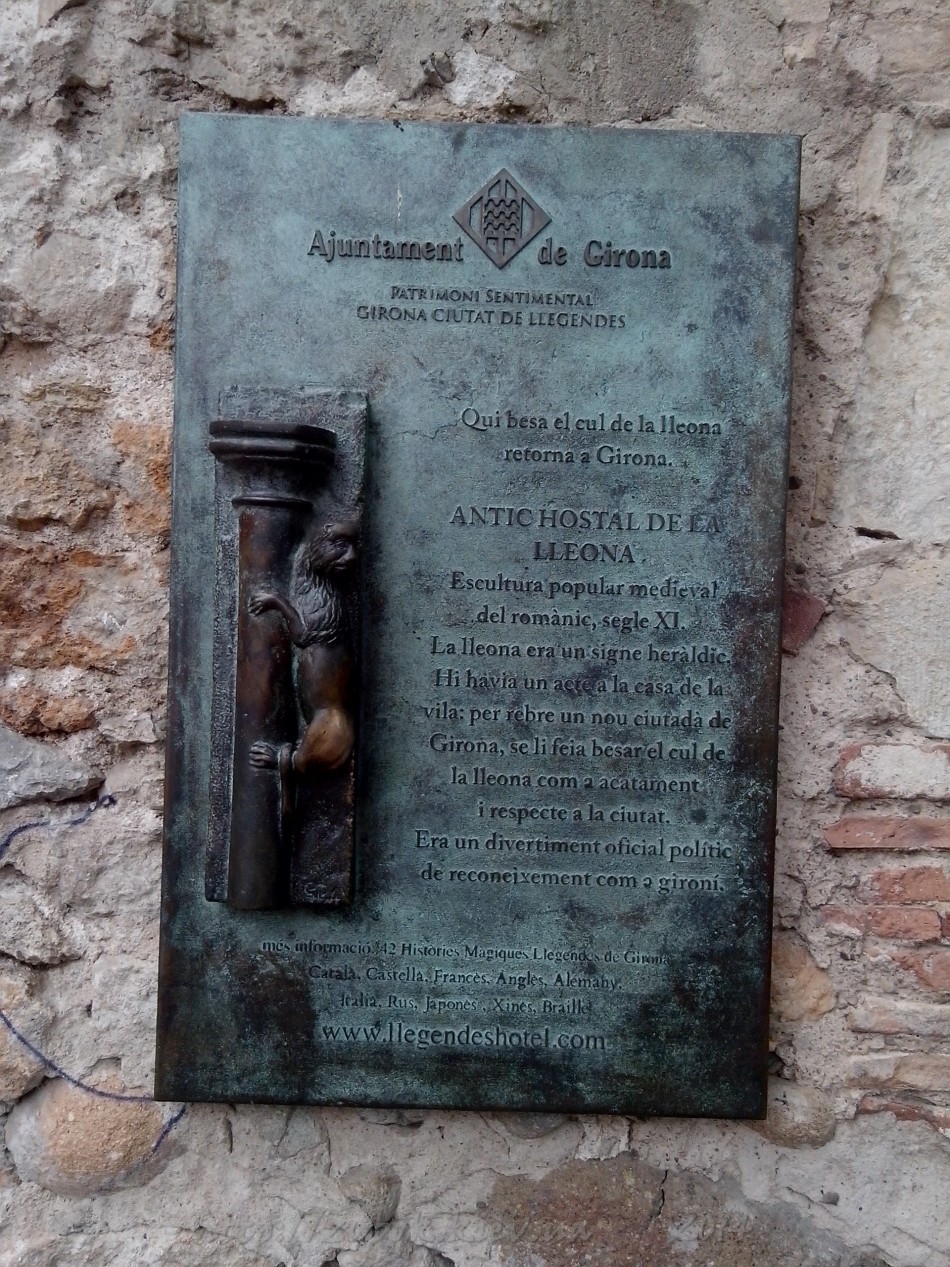 Ajuntament de Girona
PATRIMONI SENTIMENTAL
GIRONA CIUTAT DE LLEGENDES
Qui besa el cul de la lleona
retorna a Girona.
ANTIC HOSTAL DE LA
LLEONA
Escultura popular medieval
del romànic, segle XI.
La lleona era un signe heràldic.
Hi havia un acte a la casa de la
vila: per rebre un nou ciutadà de
Girona, se li feia besar el cul de
la lleona com a acatament
i respecte a la ciutat.
Era un divertiment oficial polític
de reconeixement com a gironí.
més informació: 42 Històries Màgiques Llegendes de Girona
Català, Castellà, Francès, Anglès, Alemany,
Italià, Rus, Japonès, Xinès, Braille
www.llegendeshotel.com